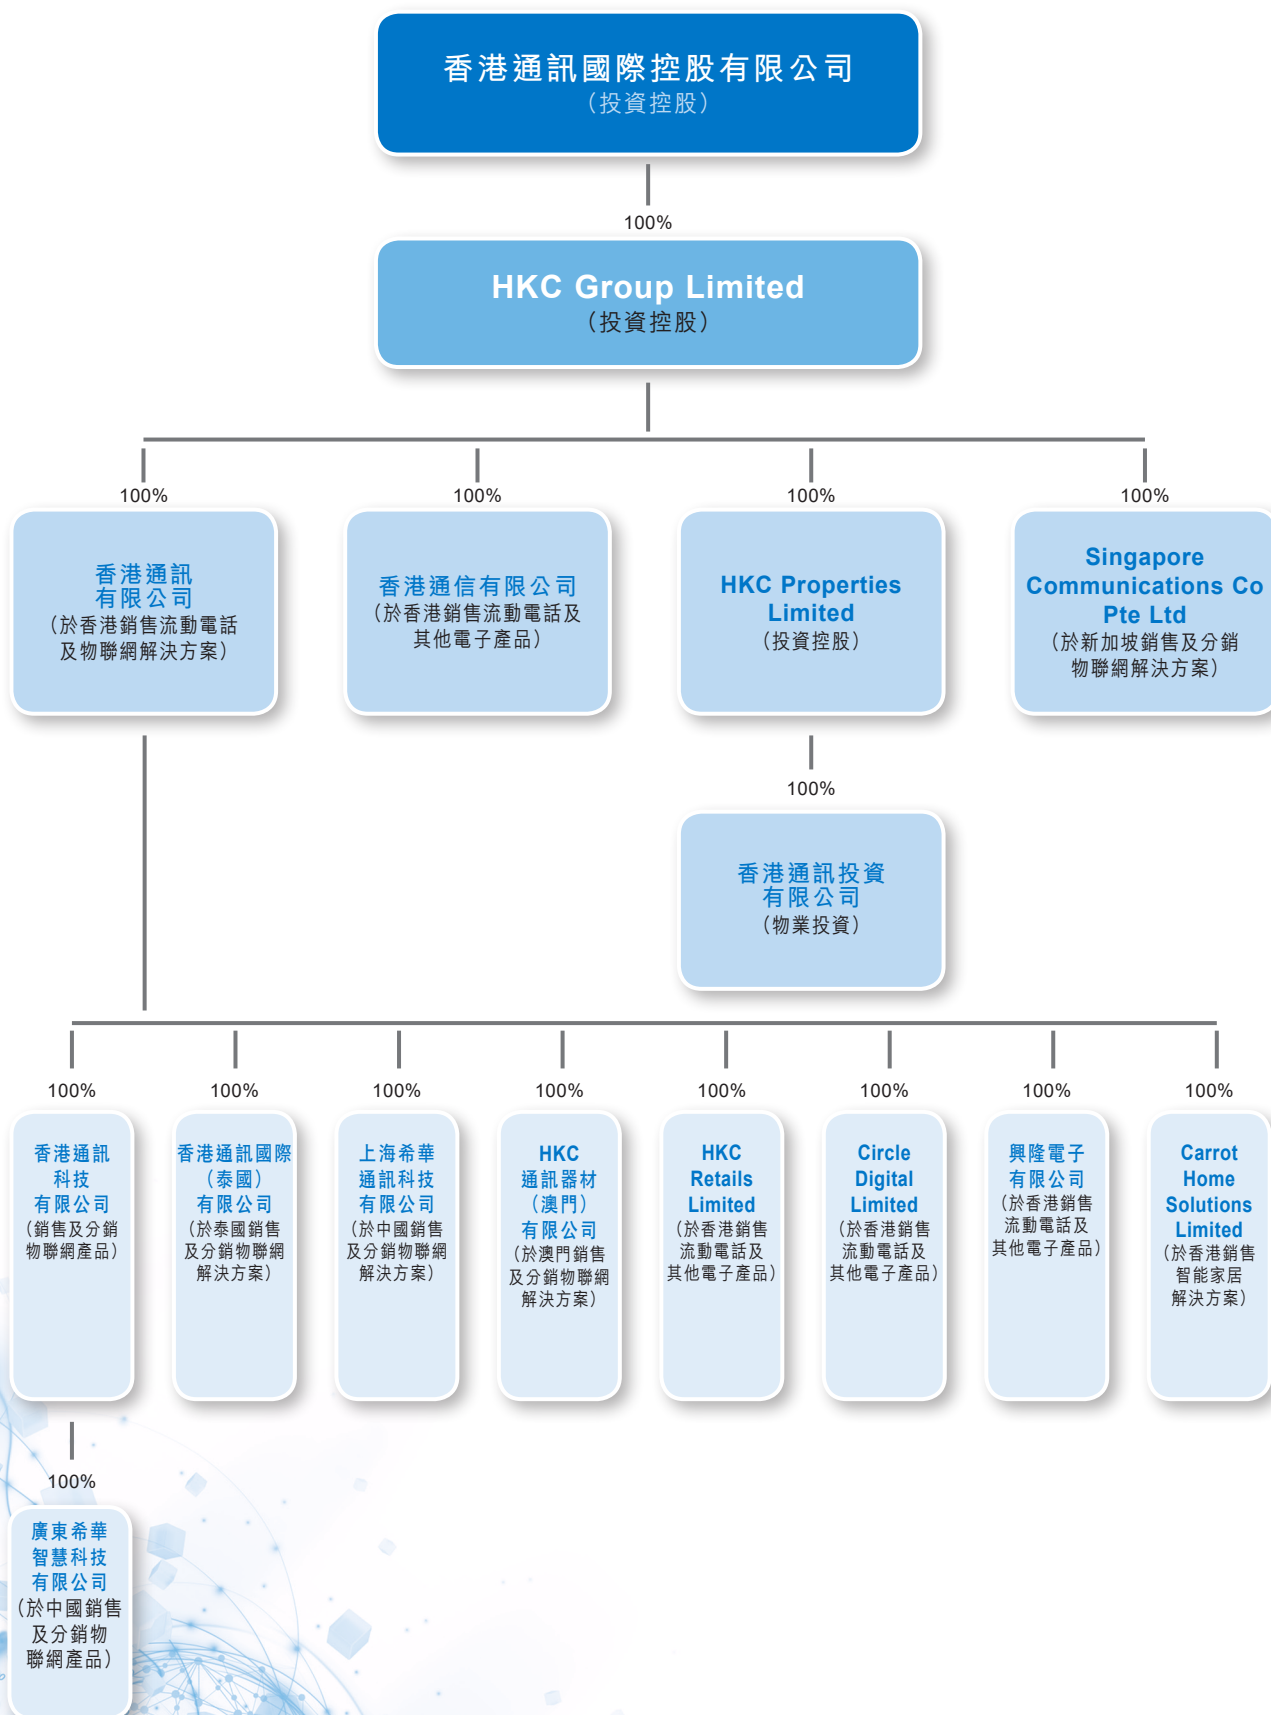 香港通訊國際控股有限公司
（投資控股）
100%
HKC Group Limited
（投資控股）
100%
香港通訊
有限公司
（於香港銷售流動電話
及物聯網解決方案）
100%
香港通信有限公司
（於香港銷售流動電話及
其他電子產品）
100%
HKC Properties
Limited
（投資控股）
100%
Singapore
Communications Co
Pte Ltd
（於新加坡銷售及分銷
物聯網解決方案）
100%
香港通訊投資
有限公司
（物業投資）
100%
香港通訊
科技
有限公司
（銷售及分銷
物聯網產品）
100%
香港通訊國際
（泰國）
有限公司
（於泰國銷售
及分銷物聯網
解決方案）
100%
上海希華
通訊科技
有限公司
（於中國銷售
及分銷物聯網
解決方案）
100%
HKC
通訊器材
（澳門）
有限公司
（於澳門銷售
及分銷物聯網
解決方案）
100%
HKC
Retails
Limited
（於香港銷售
流動電話及
其他電子產品）
100%
Circle
Digital
Limited
（於香港銷售
流動電話及
其他電子產品）
100%
興隆電子
有限公司
（於香港銷售
流動電話及
其他電子產品）
100%
Carrot
Home
Solutions
Limited
（於香港銷售
智能家居
解決方案）
100%
廣東希華
智慧科技
有限公司
（於中國銷售
及分銷物
聯網產品）